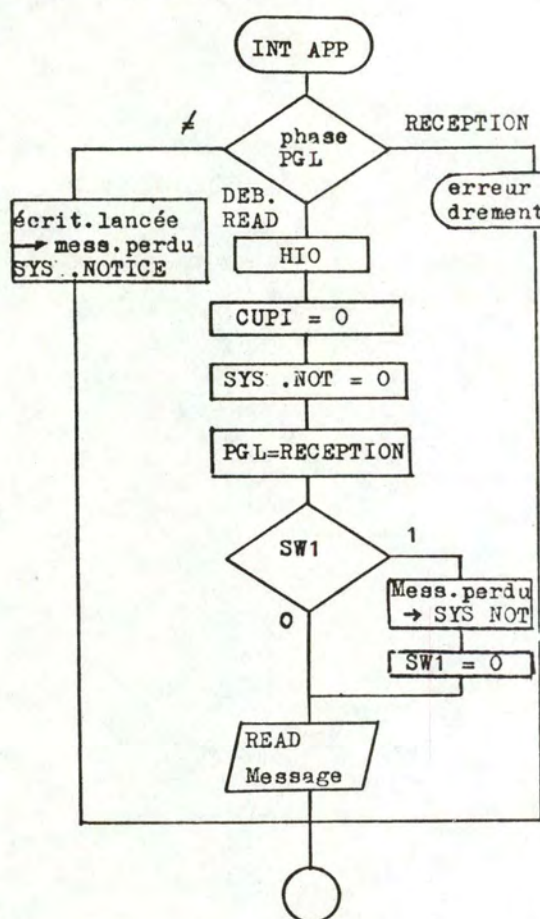 INT APP
≠
phase
PGL
RECEPTION
écrit.lancée
→ mess.perdu
SYS .NOTICE
DEB.
READ
erreur
drement
HIO
CUPI = 0
SYS .NOT = 0
PGL=RECEPTION
SW1
1
0
Mess.perdu
→ SYS NOT
SW1 = 0
READ
Message